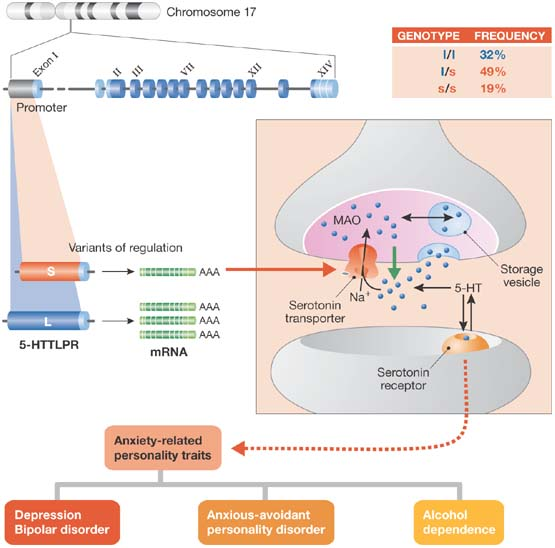 Chromosome 17
GENOTYPE FREQUENCY
l/l 32%
l/s 49%
s/s 19%
Exon I
II
III
VII
XII
XIV
Promoter
Variants of regulation
S
AAA
L
AAA
AAA
AAA
5-HTTLPR
mRNA
MAO
Storage
vesicle
Na+
5-HT
Serotonin
transporter
Serotonin
receptor
Anxiety-related
personality traits
Depression
Bipolar disorder
Anxious-avoidant
personality disorder
Alcohol
dependence